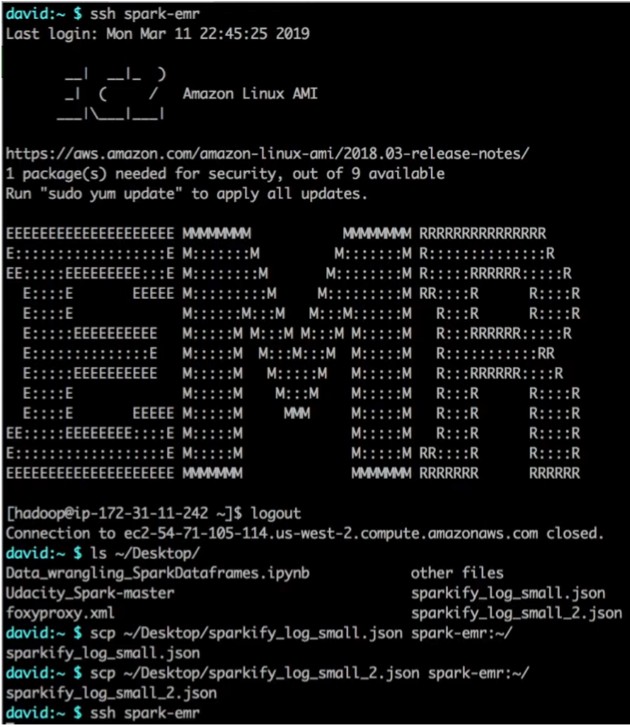 david:~ $ ssh spark-emr
Last login: Mon Mar 11 22:45:25 2019
__|  __|_  )
_|  (     /   Amazon Linux AMI
___|\___|___|
https://aws.amazon.com/amazon-linux-ami/2018.03-release-notes/
1 package(s) needed for security, out of 9 available
Run "sudo yum update" to apply all updates.
EEEEEEEEEEEEEEEEEEEE MMMMMMMM           MMMMMMMM RRRRRRRRRRRRRRR
E::::::::::::::::::E M:::::::M         M:::::::M R::::::::::::::R
EE:::::EEEEEEEEE:::E M::::::::M       M::::::::M R:::::RRRRRR:::::R
  E::::E       EEEEE M:::::::::M     M:::::::::M RR::::R      R::::R
  E::::E             M::::::M:::M   M:::M::::::M   R:::R      R::::R
  E:::::EEEEEEEEEE   M:::::M M:::M M:::M M:::::M   R:::RRRRRR:::::R
  E::::::::::::::E   M:::::M  M:::M:::M  M:::::M   R:::::::::::RR
  E:::::EEEEEEEEEE   M:::::M   M:::::M   M:::::M   R:::RRRRRR::::R
  E::::E             M:::::M    M:::M    M:::::M   R:::R      R::::R
  E::::E       EEEEE M:::::M     MMM     M:::::M   R:::R      R::::R
EE:::::EEEEEEEE::::E M:::::M             M:::::M   R:::R      R::::R
E::::::::::::::::::E M:::::M             M:::::M RR::::R      R::::R
EEEEEEEEEEEEEEEEEEEE MMMMMMM             MMMMMMM RRRRRRR      RRRRRR
[hadoop@ip-172-31-11-242 ~]$ logout
Connection to ec2-54-71-105-114.us-west-2.compute.amazonaws.com closed.
david:~ $ ls ~/Desktop/
Data_wrangling_SparkDataframes.ipynb            other files
Udacity_Spark-master                            sparkify_log_small.json
foxyproxy.xml                                   sparkify_log_small_2.json
david:~ $ scp ~/Desktop/sparkify_log_small.json spark-emr:~/
sparkify_log_small.json
david:~ $ scp ~/Desktop/sparkify_log_small_2.json spark-emr:~/
sparkify_log_small_2.json
david:~ $ ssh spark-emr